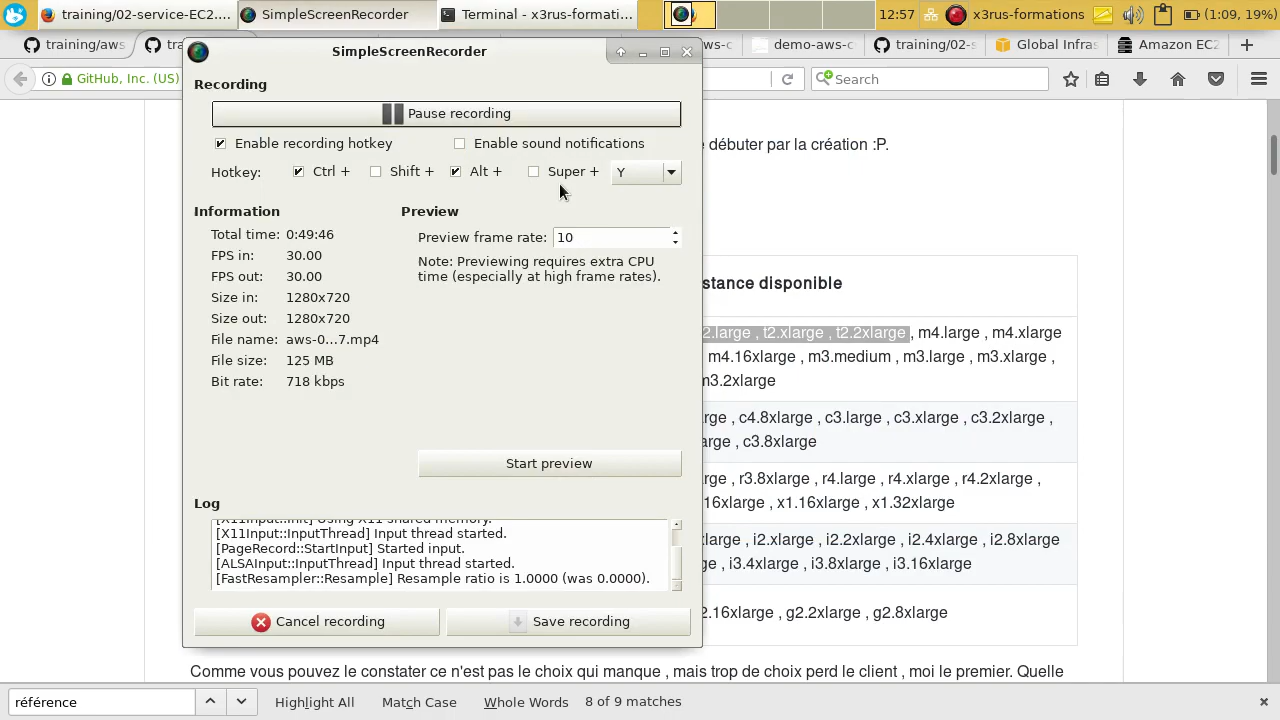 training/02-service-EC2....
SimpleScreenRecorder
Terminal - x3rus-formati...
12:57
x3rus-formations
(1:09, 19%)
training/aws
tra
ws-c
demo-aws-c
raining/02-s
Global Infras
Amazon EC2
GitHub, Inc. (US)
Search
SimpleScreenRecorder
Recording
Pause recording
Enable recording hotkey
Enable sound notifications
Hotkey: Ctrl + Shift + Alt + Super + Y
Information
Total time: 0:49:46
FPS in: 30.00
FPS out: 30.00
Size in: 1280x720
Size out: 1280x720
File name: aws-0...7.mp4
File size: 125 MB
Bit rate: 718 kbps
Preview
Preview frame rate: 10
Note: Previewing requires extra CPU
time (especially at high frame rates).
Start preview
Log
[X11Input::Init] Using X11 shared memory.
[X11Input::InputThread] Input thread started.
[PageRecord::StartInput] Started input.
[ALSAInput::InputThread] Input thread started.
[FastResampler::Resample] Resample ratio is 1.0000 (was 0.0000).
Cancel recording
Save recording
débuter par la création :P.
stance disponible
2.large , t2.xlarge , t2.2xlarge , m4.large , m4.xlarge
m4.16xlarge , m3.medium , m3.large , m3.xlarge ,
m3.2xlarge
rge , c4.8xlarge , c3.large , c3.xlarge , c3.2xlarge ,
arge , c3.8xlarge
rge , r3.8xlarge , r4.large , r4.xlarge , r4.2xlarge ,
16xlarge , x1.16xlarge , x1.32xlarge
xlarge , i2.xlarge , i2.2xlarge , i2.4xlarge , i2.8xlarge
ge , i3.4xlarge , i3.8xlarge , i3.16xlarge
2.16xlarge , g2.2xlarge , g2.8xlarge
Comme vous pouvez le constater ce n'est pas le choix qui manque , mais trop de choix perd le client , moi le premier. Quelle
référence
Highlight All
Match Case
Whole Words
8 of 9 matches